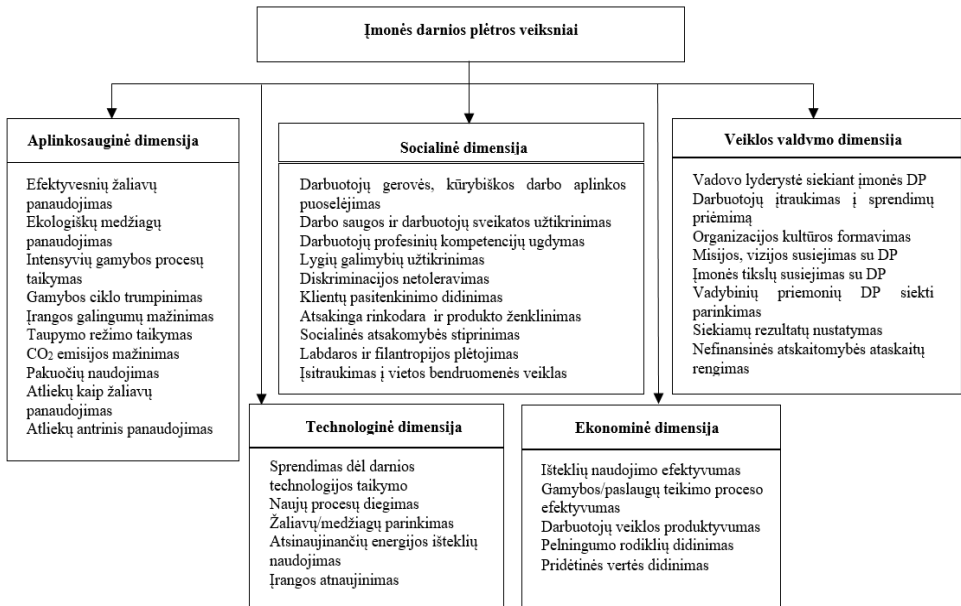 Įmonės darnios plėtros veiksniai
Aplinkosauginė dimensija
Efektyvesnių žaliavų
panaudojimas
Ekologiškų medžiagų
panaudojimas
Intensyvių gamybos procesų
taikymas
Gamybos ciklo trumpinimas
Įrangos galingumų mažinimas
Taupymo režimo taikymas
CO₂ emisijos mažinimas
Pakuočių naudojimas
Atliekų kaip žaliavų
panaudojimas
Atliekų antrinis panaudojimas
Socialinė dimensija
Darbuotojų gerovės, kūrybiškos darbo aplinkos
puoselėjimas
Darbo saugos ir darbuotojų sveikatos užtikrinimas
Darbuotojų profesinių kompetencijų ugdymas
Lygių galimybių užtikrinimas
Diskriminacijos netoleravimas
Klientų pasitenkinimo didinimas
Atsakinga rinkodara ir produkto ženklinimas
Socialinės atsakomybės stiprinimas
Labdaros ir filantropijos plėtojimas
Įsitraukimas į vietos bendruomenės veiklas
Veiklos valdymo dimensija
Vadovo lyderystė siekiant įmonės DP
Darbuotojų įtraukimas į sprendimų
priėmimą
Organizacijos kultūros formavimas
Misijos, vizijos susiejimas su DP
Įmonės tikslų susiejimas su DP
Vadybinių priemonių DP siekti
parinkimas
Siekiamų rezultatų nustatymas
Nefinansinės atskaitomybės ataskaitų
rengimas
Technologinė dimensija
Sprendimas dėl darnios
technologijos taikymo
Naujų procesų diegimas
Žaliavų/medžiagų parinkimas
Atsinaujinančių energijos išteklių
naudojimas
Įrangos atnaujinimas
Ekonominė dimensija
Išteklių naudojimo efektyvumas
Gamybos/paslaugų teikimo proceso
efektyvumas
Darbuotojų veiklos produktyvumas
Pelningumo rodiklių didinimas
Pridėtinės vertės didinimas